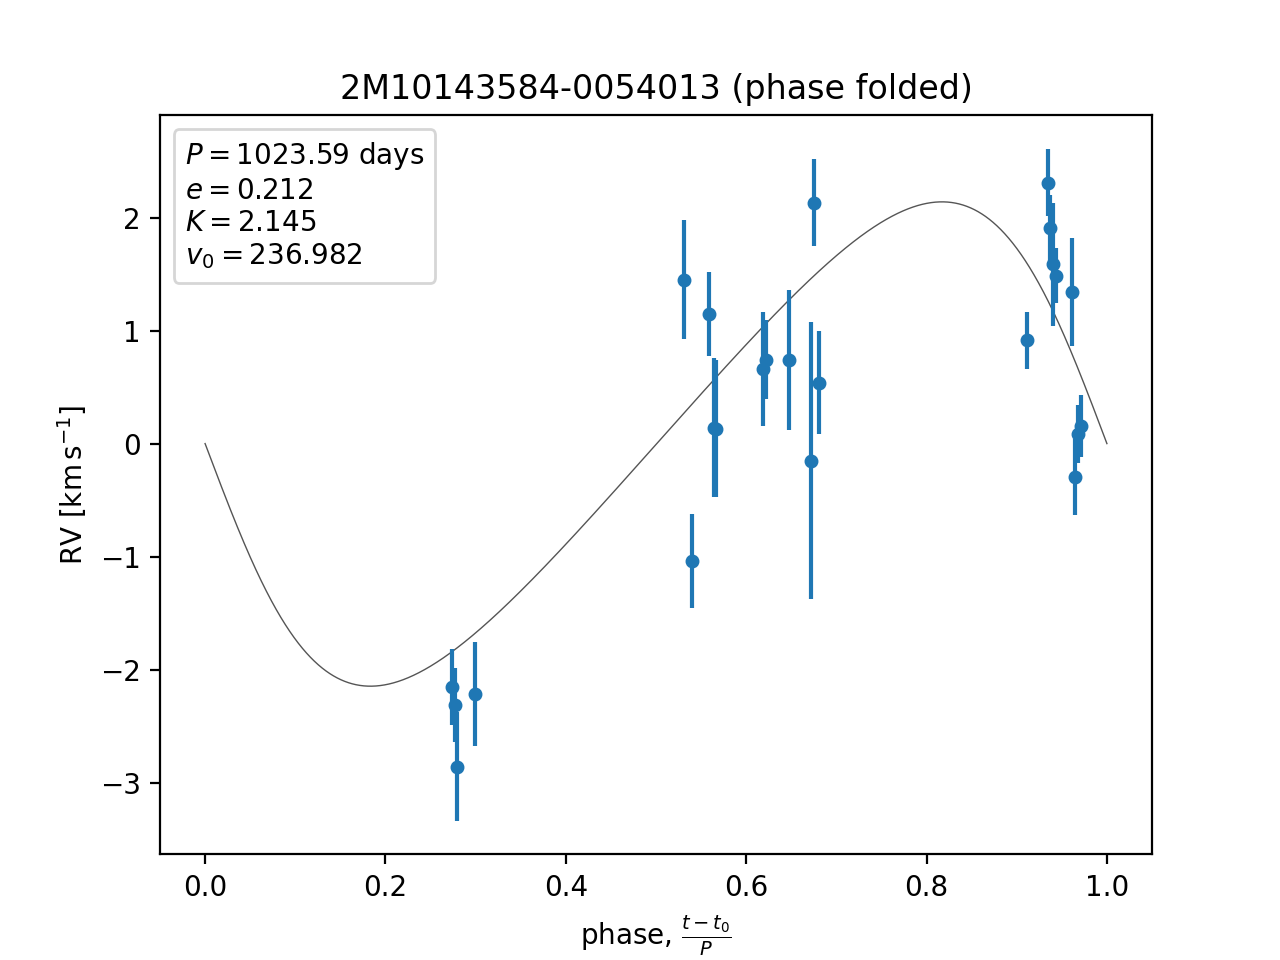 2M10143584-0054013 (phase folded)
P = 1023.59 days
e = 0.212
K = 2.145
v₀ = 236.982
RV [km s⁻¹]
2
1
0
−1
−2
−3
0.0 0.2 0.4 0.6 0.8 1.0
phase, (t − t₀)/P